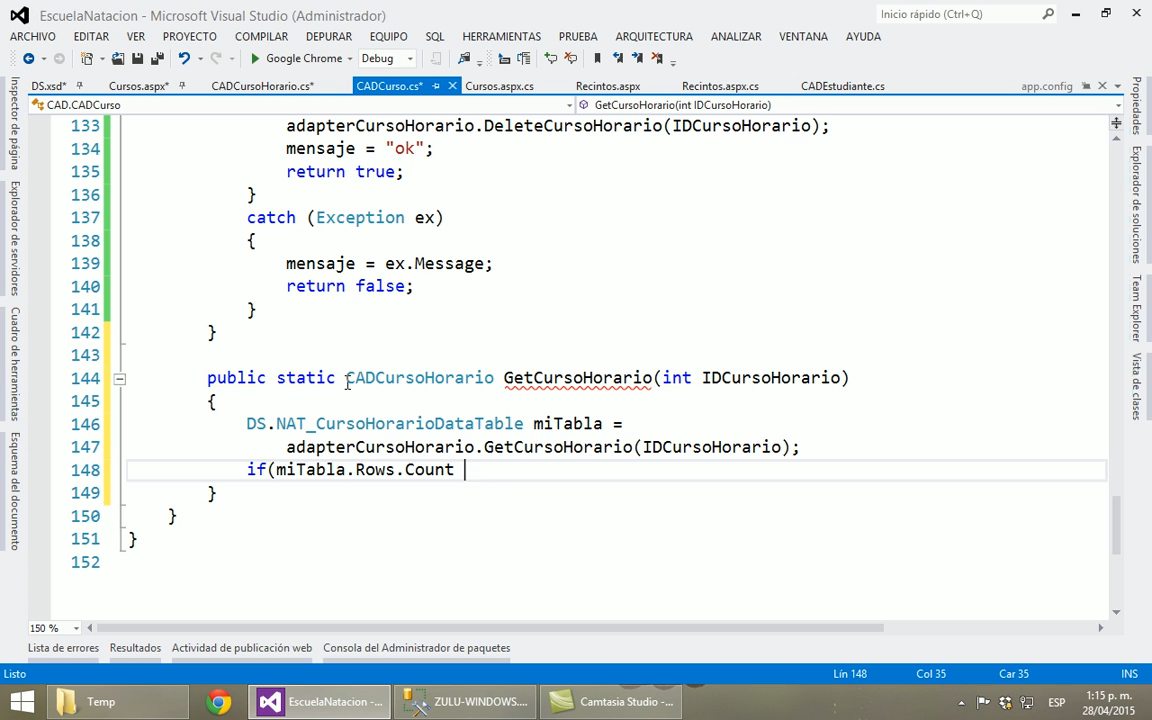 EscuelaNatacion - Microsoft Visual Studio (Administrador)
Inicio rápido (Ctrl+Q)
ARCHIVO EDITAR VER PROYECTO COMPILAR DEPURAR EQUIPO SQL HERRAMIENTAS PRUEBA ARQUITECTURA ANALIZAR VENTANA AYUDA
Google Chrome Debug
DS.xsd* Cursos.aspx* CADCursoHorario.cs* CADCurso.cs* Cursos.aspx.cs Recintos.aspx Recintos.aspx.cs CADEstudiante.cs app.config
CAD.CADCurso GetCursoHorario(int IDCursoHorario)
133 adapterCursoHorario.DeleteCursoHorario(IDCursoHorario);
134 mensaje = "ok";
135 return true;
136 }
137 catch (Exception ex)
138 {
139 mensaje = ex.Message;
140 return false;
141 }
142 }
143
144 public static CADCursoHorario GetCursoHorario(int IDCursoHorario)
145 {
146 DS.NAT_CursoHorarioDataTable miTabla =
147 adapterCursoHorario.GetCursoHorario(IDCursoHorario);
148 if(miTabla.Rows.Count
149 }
150 }
151 }
152
Inspector de página
Explorador de servidores
Cuadro de herramientas
Esquema del documento
Propiedades
Explorador de soluciones
Team Explorer
Vista de clases
150 %
Lista de errores Resultados Actividad de publicación web Consola del Administrador de paquetes
Listo Lín 148 Col 35 Car 35 INS
Temp EscuelaNatacion -... ZULU-WINDOWS.... Camtasia Studio -... ESP 1:15 p. m.
28/04/2015